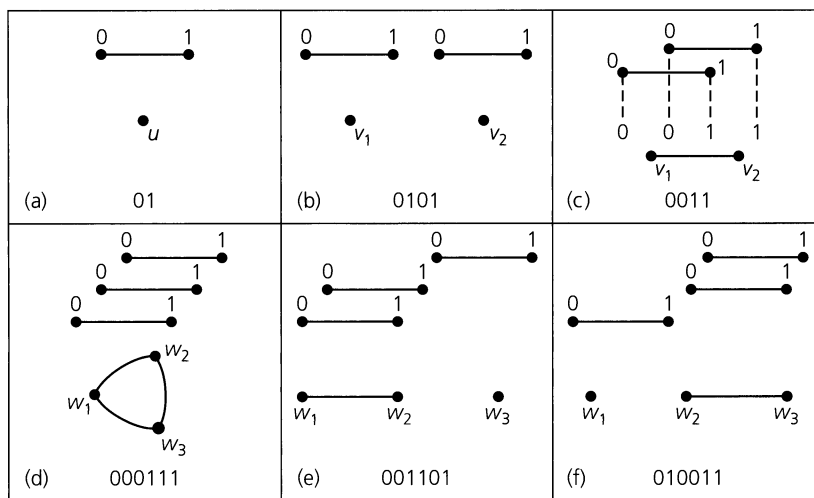 0 1
u
(a) 01
0 1 0 1
v1 v2
(b) 0101
0 1
0 1
0 0 1 1
v1 v2
(c) 0011
0 1
0 1
0 1
w2
w1
w3
(d) 000111
0 1
0 1
0 1
w1 w2 w3
(e) 001101
0 1
0 1
0 1
w1 w2 w3
(f) 010011